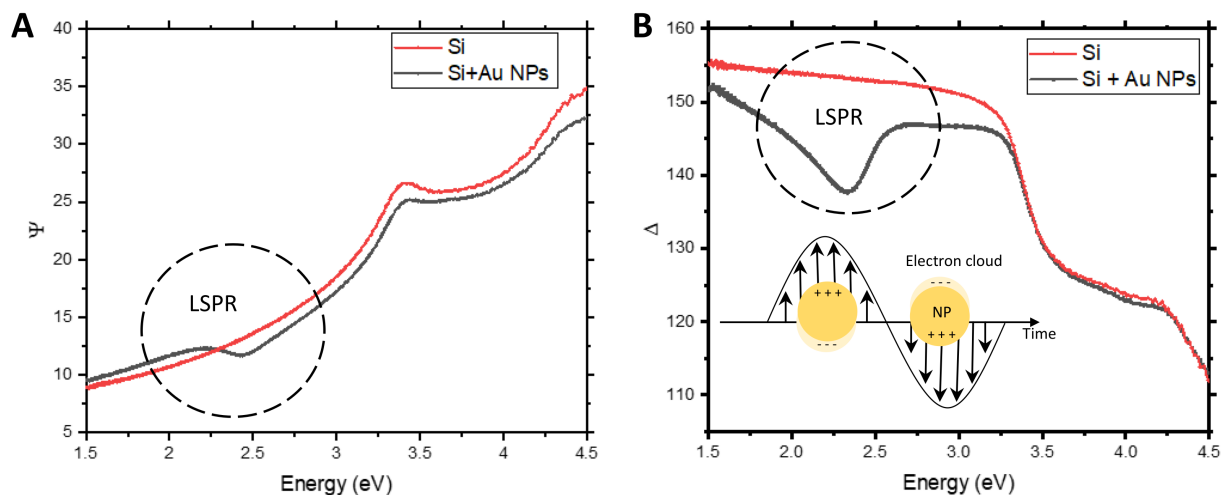 A
40
35
30
25
20
15
10
5
Ψ
1.5 2.0 2.5 3.0 3.5 4.0 4.5
Energy (eV)
Si
Si+Au NPs
LSPR
B
160
150
140
130
120
110
Δ
1.5 2.0 2.5 3.0 3.5 4.0 4.5
Energy (eV)
Si
Si + Au NPs
LSPR
Electron cloud
+ + +
- - -
- - -
NP
+ + +
Time